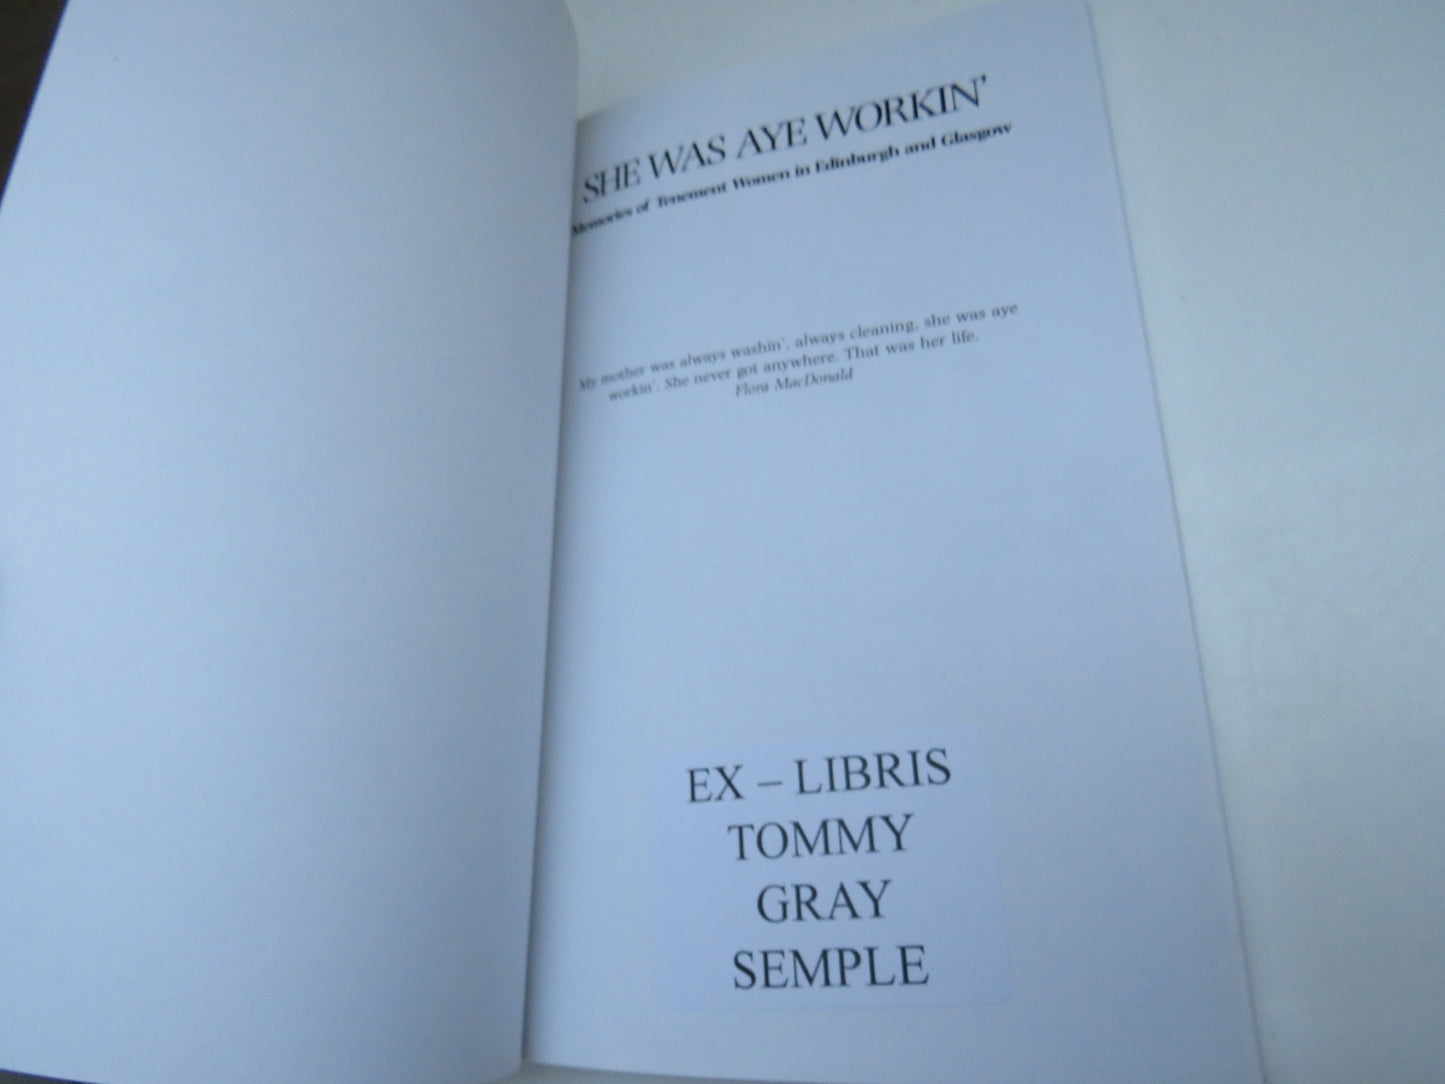 SHE WAS AYE WORKIN'
Memories of Tenement Women in Edinburgh and Glasgow
My mother was always washin', always cleaning, she was aye
workin'. She never got anywhere. That was her life.
Flora MacDonald
EX – LIBRIS
TOMMY
GRAY
SEMPLE